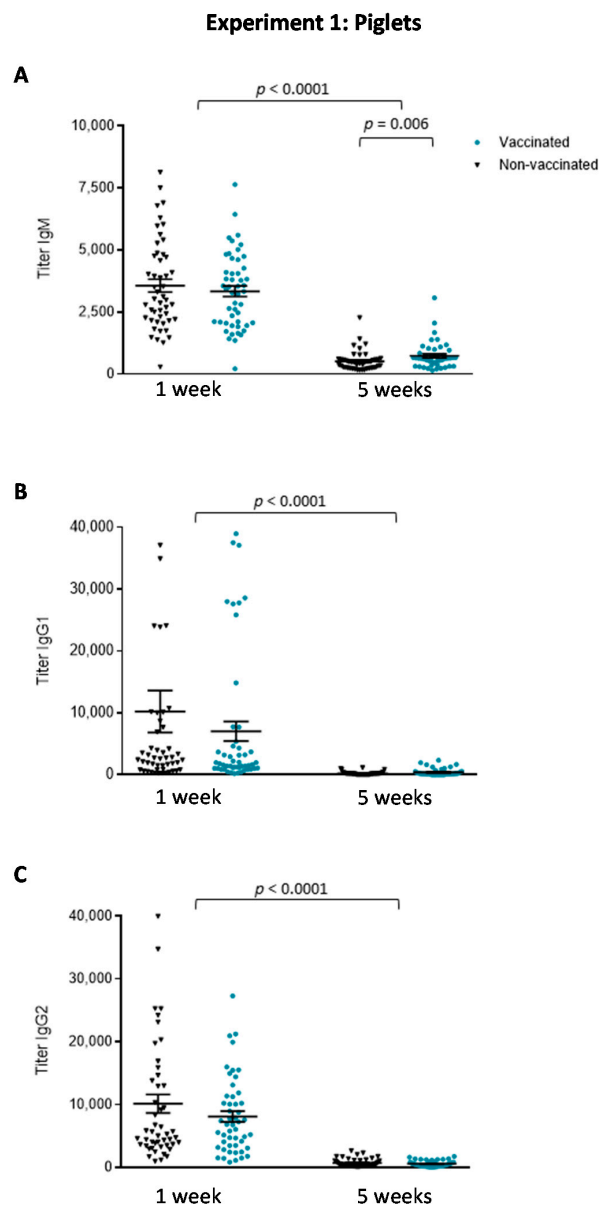 Experiment 1: Piglets
A
p < 0.0001
p = 0.006
10,000
7,500
5,000
2,500
0
Titer IgM
Vaccinated
Non-vaccinated
1 week
5 weeks
B
p < 0.0001
40,000
30,000
20,000
10,000
0
Titer IgG1
1 week
5 weeks
C
p < 0.0001
40,000
30,000
20,000
10,000
0
Titer IgG2
1 week
5 weeks